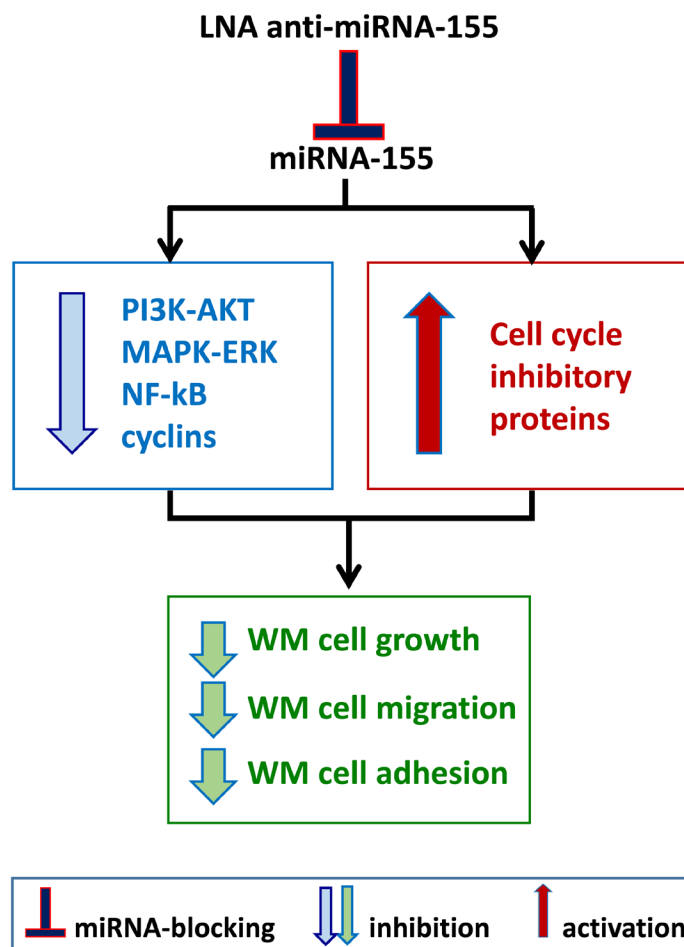 LNA anti-miRNA-155
miRNA-155
PI3K-AKT
MAPK-ERK
NF-kB
cyclins
Cell cycle
inhibitory
proteins
WM cell growth
WM cell migration
WM cell adhesion
miRNA-blocking
inhibition
activation